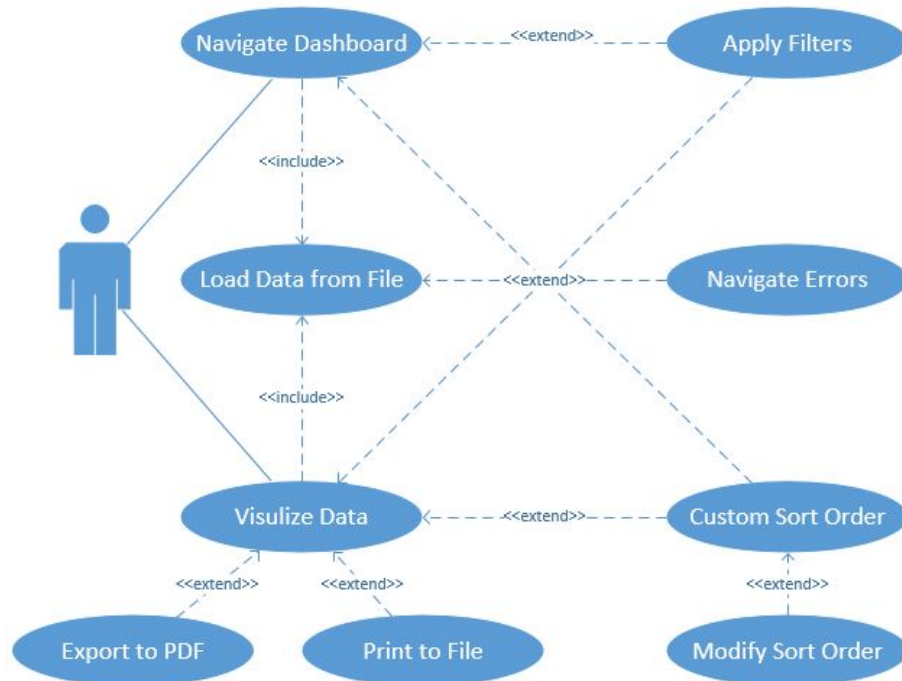 Navigate Dashboard
<<extend>>
Apply Filters
<<include>>
Load Data from File
<<extend>>
Navigate Errors
<<include>>
Visulize Data
<<extend>>
Custom Sort Order
<<extend>>
<<extend>>
<<extend>>
Export to PDF
Print to File
Modify Sort Order